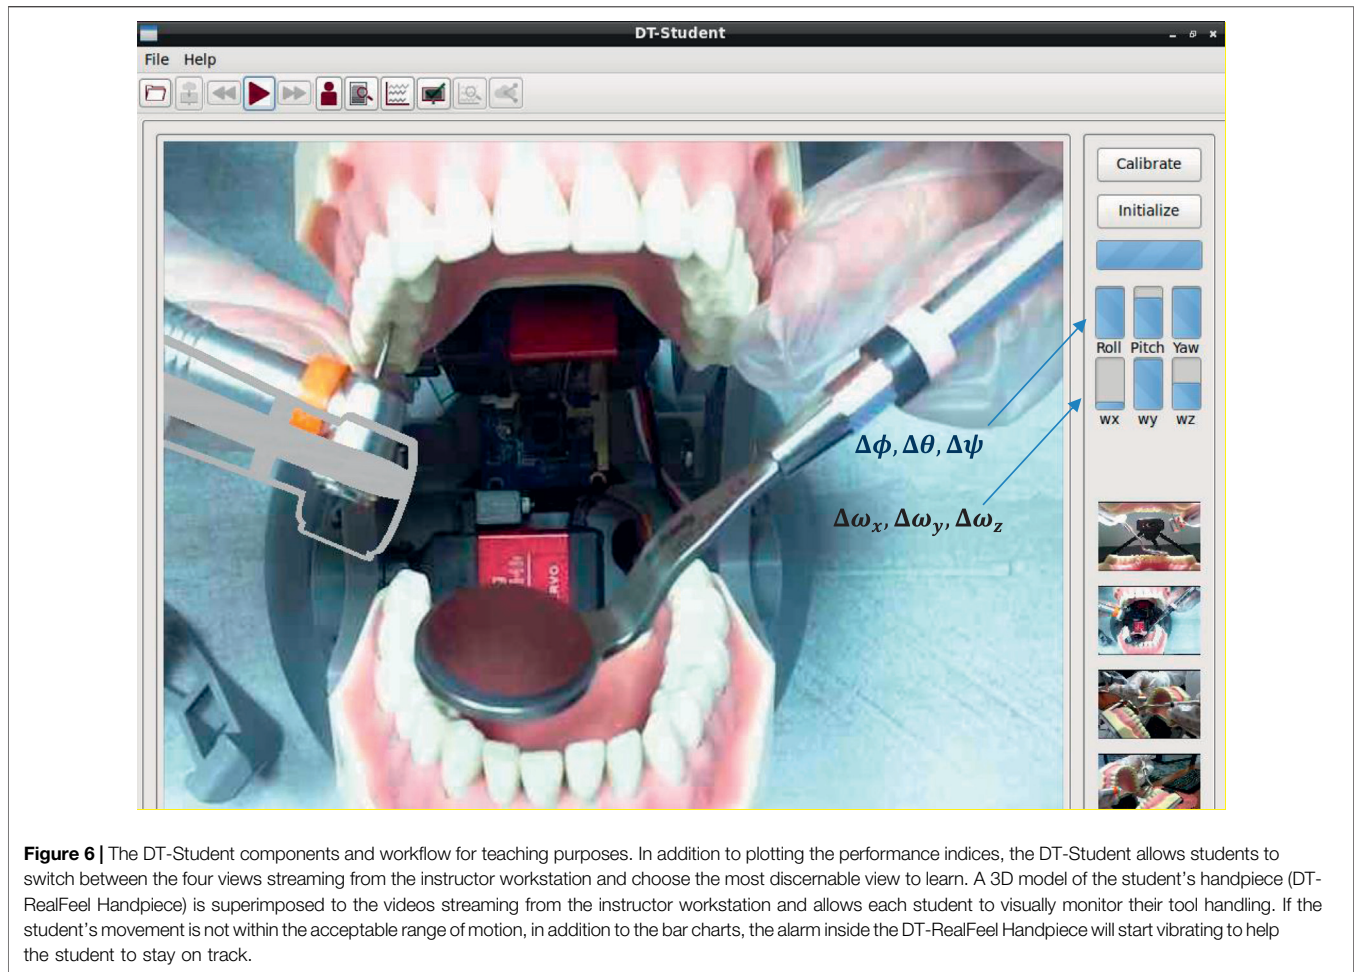 DT-Student
File Help
Calibrate
Initialize
Roll Pitch Yaw
wx wy wz
Δϕ, Δθ, Δψ
Δωx, Δωy, Δωz
Figure 6 | The DT-Student components and workflow for teaching purposes. In addition to plotting the performance indices, the DT-Student allows students to
switch between the four views streaming from the instructor workstation and choose the most discernable view to learn. A 3D model of the student's handpiece (DT-
RealFeel Handpiece) is superimposed to the videos streaming from the instructor workstation and allows each student to visually monitor their tool handling. If the
student's movement is not within the acceptable range of motion, in addition to the bar charts, the alarm inside the DT-RealFeel Handpiece will start vibrating to help
the student to stay on track.